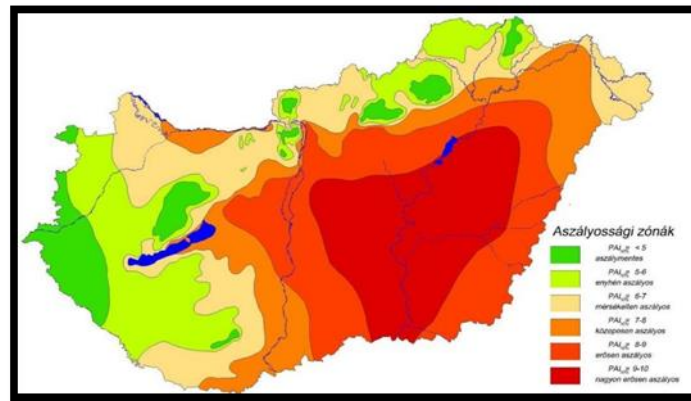 Aszályossági zónák
PAI < 5
aszálymentes
PAI 5-6
enyhén aszályos
PAI 6-7
mérsékelten aszályos
PAI 7-8
közepesen aszályos
PAI 8-9
erősen aszályos
PAI 9-10
nagyon erősen aszályos